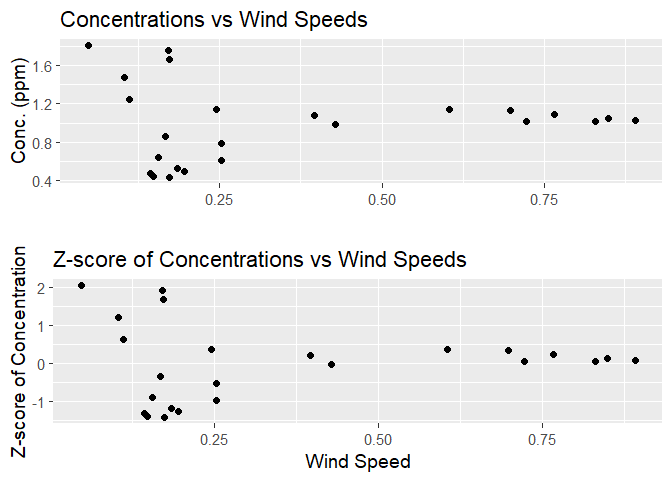 Concentrations vs Wind Speeds
Conc. (ppm)
1.6
1.2
0.8
0.4
0.25 0.50 0.75
Z-score of Concentrations vs Wind Speeds
Z-score of Concentration
2
1
0
-1
0.25 0.50 0.75
Wind Speed